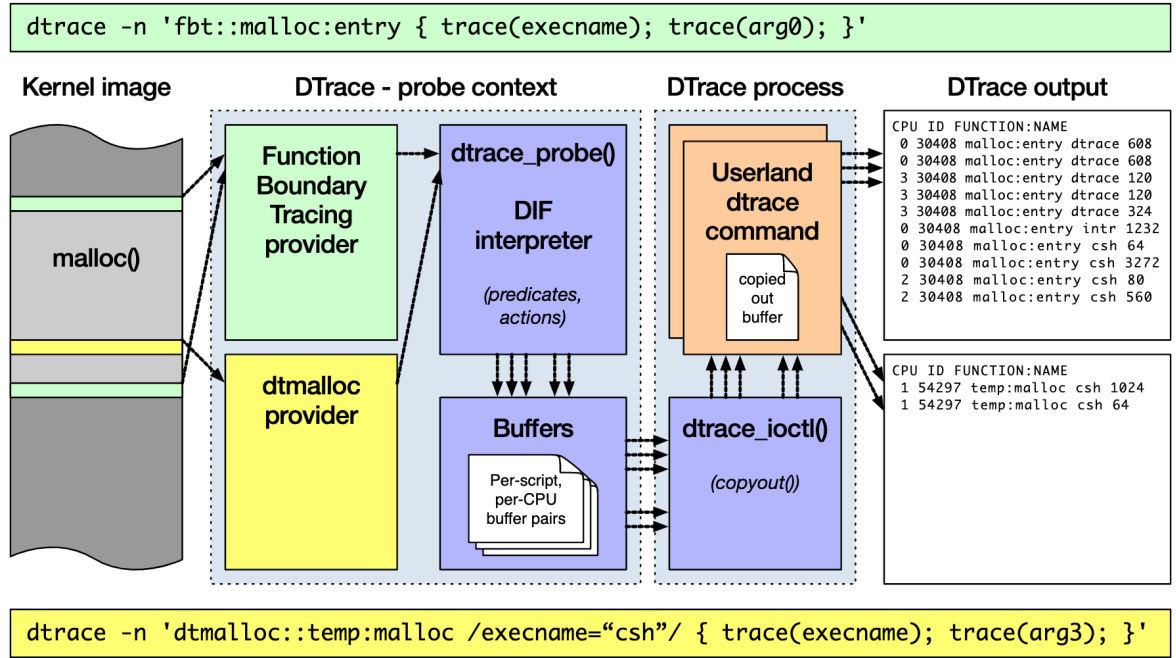 dtrace -n 'fbt::malloc:entry { trace(execname); trace(arg0); }'
Kernel image
DTrace - probe context
DTrace process
DTrace output
malloc()
Function
Boundary
Tracing
provider
dtmalloc
provider
dtrace_probe()
DIF
interpreter
(predicates,
actions)
Buffers
Per-script,
per-CPU
buffer pairs
Userland
dtrace
command
copied
out
buffer
dtrace_ioctl()
(copyout())
CPU ID FUNCTION:NAME
0 30408 malloc:entry dtrace 608
0 30408 malloc:entry dtrace 608
3 30408 malloc:entry dtrace 120
3 30408 malloc:entry dtrace 120
3 30408 malloc:entry dtrace 324
0 30408 malloc:entry intr 1232
0 30408 malloc:entry csh 64
0 30408 malloc:entry csh 3272
2 30408 malloc:entry csh 80
2 30408 malloc:entry csh 560
CPU ID FUNCTION:NAME
1 54297 temp:malloc csh 1024
1 54297 temp:malloc csh 64
dtrace -n 'dtmalloc::temp:malloc /execname=“csh”/ { trace(execname); trace(arg3); }'